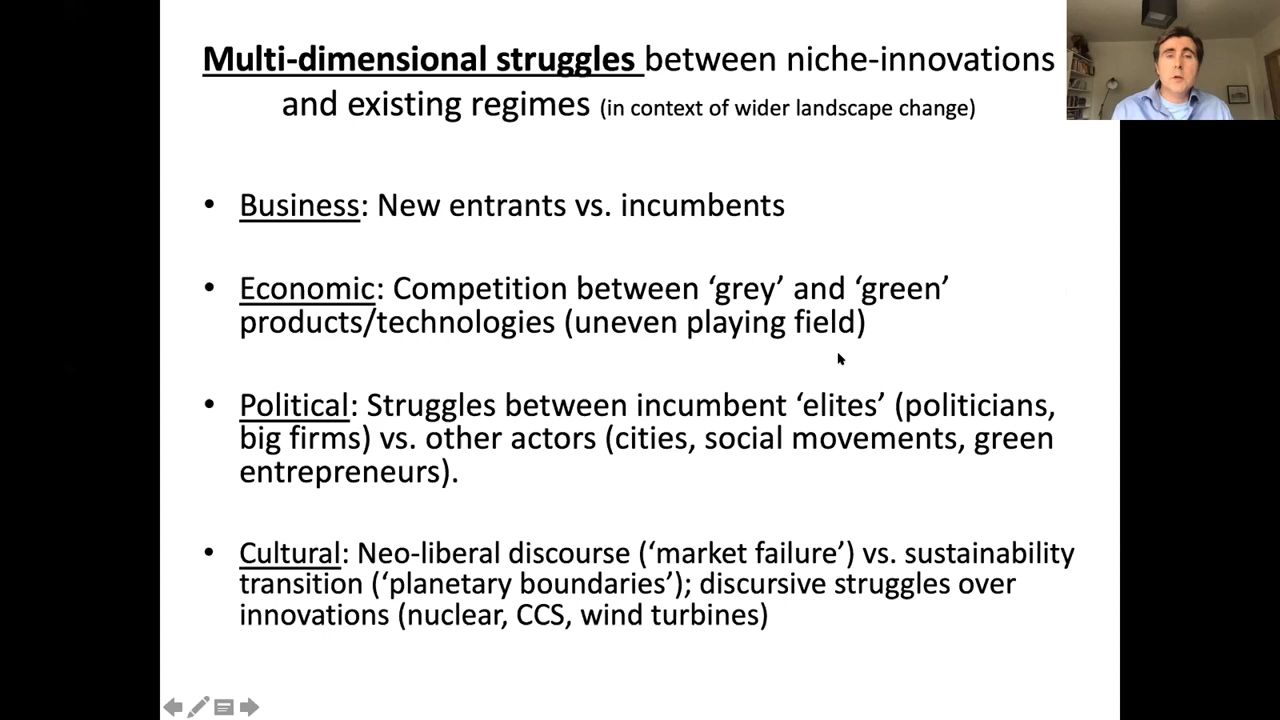 Multi-dimensional struggles between niche-innovations
and existing regimes (in context of wider landscape change)
• Business: New entrants vs. incumbents
• Economic: Competition between ‘grey’ and ‘green’
products/technologies (uneven playing field)
• Political: Struggles between incumbent ‘elites’ (politicians,
big firms) vs. other actors (cities, social movements, green
entrepreneurs).
• Cultural: Neo-liberal discourse (‘market failure’) vs. sustainability
transition (‘planetary boundaries’); discursive struggles over
innovations (nuclear, CCS, wind turbines)